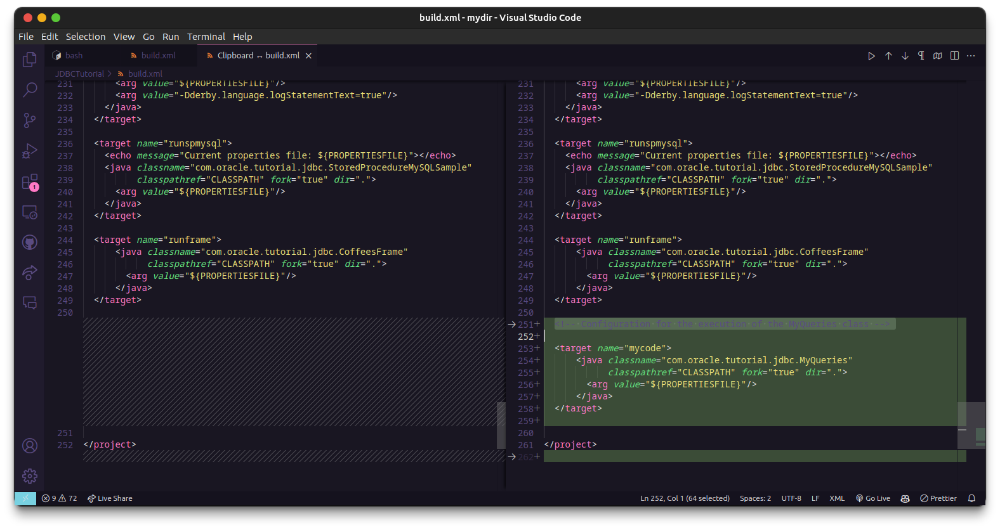 build.xml - mydir - Visual Studio Code
File Edit Selection View Go Run Terminal Help
bash build.xml Clipboard ↔ build.xml
JDBCTutorial > build.xml
231 <arg value="${PROPERTIESFILE}"/>
232 <arg value="-Dderby.language.logStatementText=true"/>
233 </java>
234 </target>
235
236 <target name="runspmysql">
237 <echo message="Current properties file: ${PROPERTIESFILE}"></echo>
238 <java classname="com.oracle.tutorial.jdbc.StoredProcedureMySQLSample"
239 classpathref="CLASSPATH" fork="true" dir=".">
240 <arg value="${PROPERTIESFILE}"/>
241 </java>
242 </target>
243
244 <target name="runframe">
245 <java classname="com.oracle.tutorial.jdbc.CoffeesFrame"
246 classpathref="CLASSPATH" fork="true" dir=".">
247 <arg value="${PROPERTIESFILE}"/>
248 </java>
249 </target>
250
251
252 </project>
231 <arg value="${PROPERTIESFILE}"/>
232 <arg value="-Dderby.language.logStatementText=true"/>
233 </java>
234 </target>
235
236 <target name="runspmysql">
237 <echo message="Current properties file: ${PROPERTIESFILE}"></echo>
238 <java classname="com.oracle.tutorial.jdbc.StoredProcedureMySQLSample"
239 classpathref="CLASSPATH" fork="true" dir=".">
240 <arg value="${PROPERTIESFILE}"/>
241 </java>
242 </target>
243
244 <target name="runframe">
245 <java classname="com.oracle.tutorial.jdbc.CoffeesFrame"
246 classpathref="CLASSPATH" fork="true" dir=".">
247 <arg value="${PROPERTIESFILE}"/>
248 </java>
249 </target>
250
251+ <!-- Configuration for the execution of the MyQueries class -->
252+
253+ <target name="mycode">
254+ <java classname="com.oracle.tutorial.jdbc.MyQueries"
255+ classpathref="CLASSPATH" fork="true" dir=".">
256+ <arg value="${PROPERTIESFILE}"/>
257+ </java>
258+ </target>
259+
260
261 </project>
262+
1
9 72 Live Share Ln 252, Col 1 (64 selected) Spaces: 2 UTF-8 LF XML Go Live Prettier